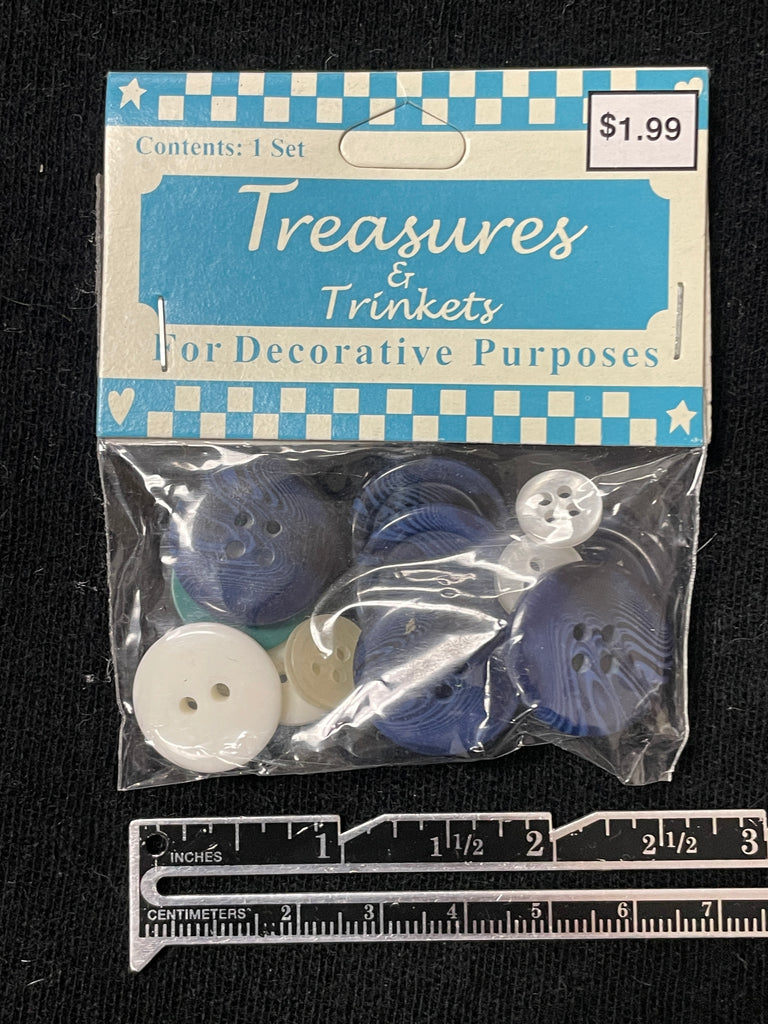 $1.99
Contents: 1 Set
Treasures
&
Trinkets
For Decorative Purposes
1 1 1/2 2 2 1/2 3
INCHES
CENTIMETERS 2 3 4 5 6 7